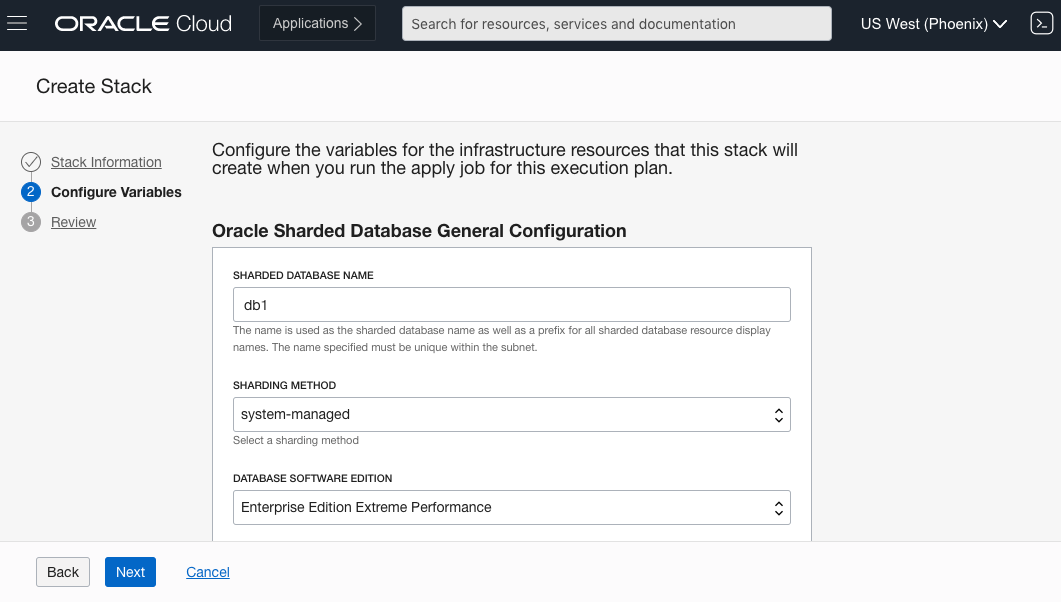 ORACLE Cloud
Applications
Search for resources, services and documentation
US West (Phoenix)
Create Stack
Stack Information
2 Configure Variables
3 Review
Configure the variables for the infrastructure resources that this stack will
create when you run the apply job for this execution plan.
Oracle Sharded Database General Configuration
SHARDED DATABASE NAME
db1
The name is used as the sharded database name as well as a prefix for all sharded database resource display
names. The name specified must be unique within the subnet.
SHARDING METHOD
system-managed
Select a sharding method
DATABASE SOFTWARE EDITION
Enterprise Edition Extreme Performance
Back
Next
Cancel